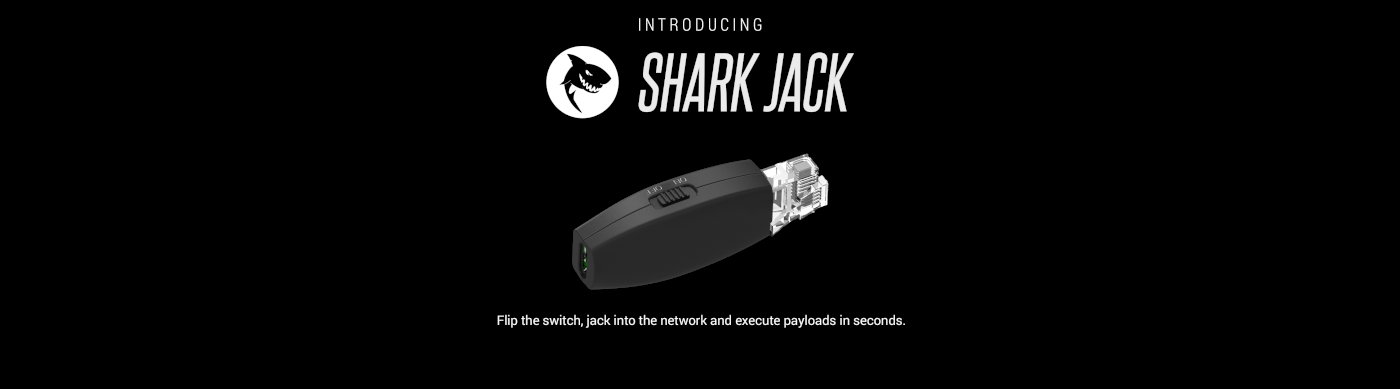 INTRODUCING
SHARK JACK
Flip the switch, jack into the network and execute payloads in seconds.